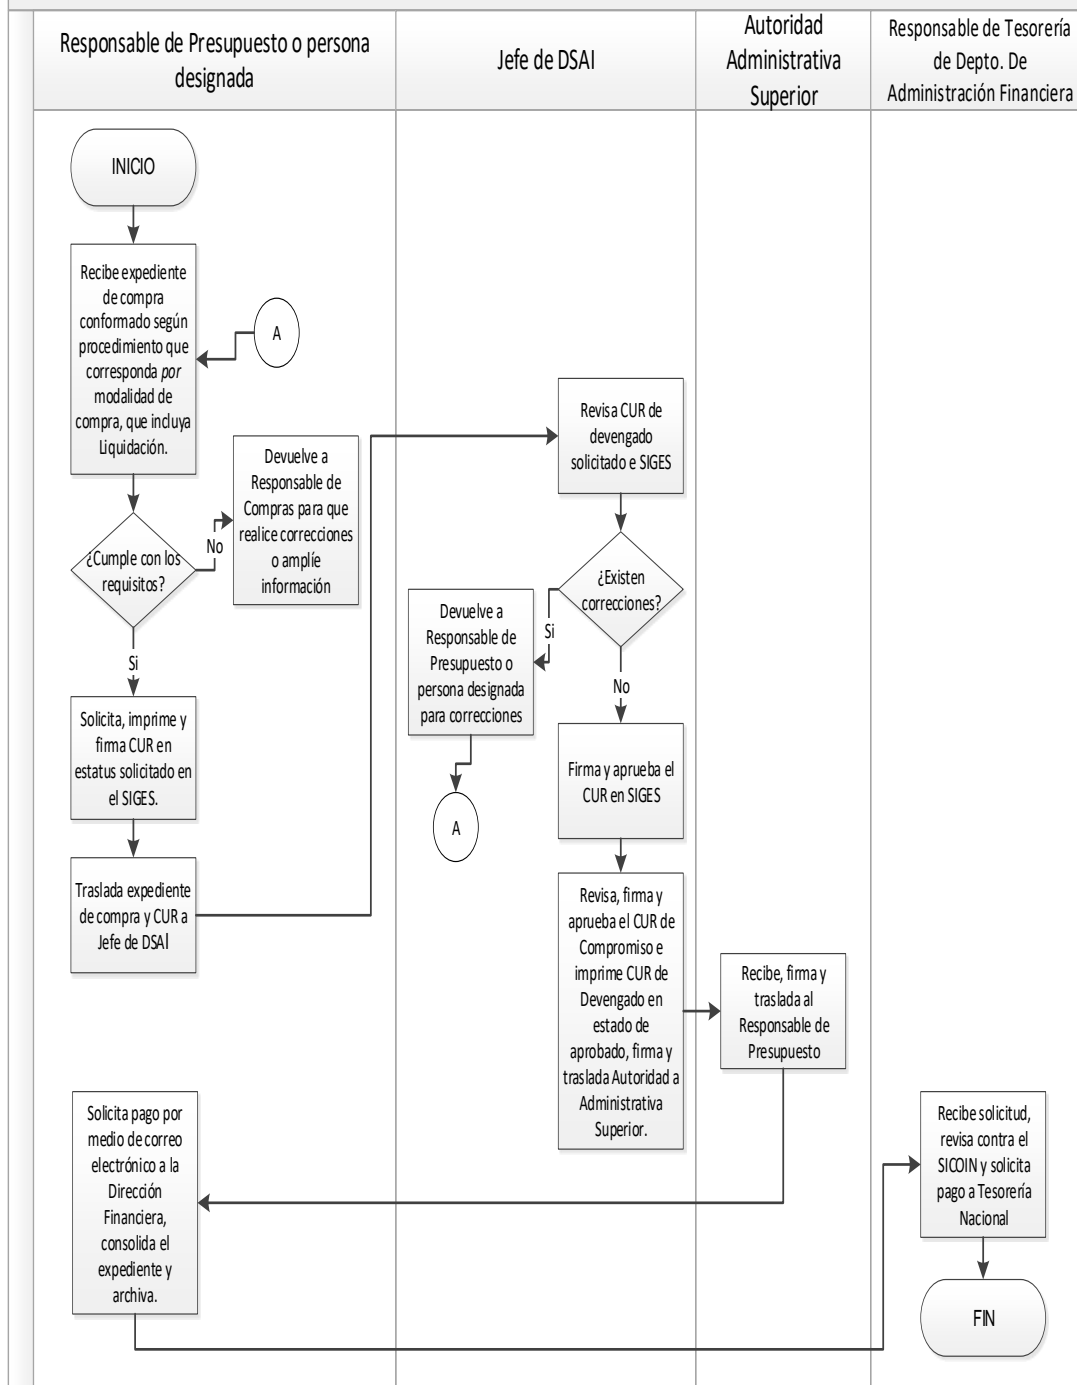 Responsable de Presupuesto o persona
designada
Jefe de DSAI
Autoridad
Administrativa
Superior
Responsable de Tesorería
de Depto. De
Administración Financiera
INICIO
Recibe expediente
de compra
conformado según
procedimiento que
corresponda por
modalidad de
compra, que incluya
Liquidación.
A
¿Cumple con los
requisitos?
No
Devuelve a
Responsable de
Compras para que
realice correcciones
o amplíe
información
Si
Solicita, imprime y
firma CUR en
estatus solicitado en
el SIGES.
Traslada expediente
de compra y CUR a
Jefe de DSAI
Revisa CUR de
devengado
solicitado e SIGES
¿Existen
correcciones?
Si
Devuelve a
Responsable de
Presupuesto o
persona designada
para correcciones
A
No
Firma y aprueba el
CUR en SIGES
Revisa, firma y
aprueba el CUR de
Compromiso e
imprime CUR de
Devengado en
estado de
aprobado, firma y
traslada Autoridad a
Administrativa
Superior.
Recibe, firma y
traslada al
Responsable de
Presupuesto
Solicita pago por
medio de correo
electrónico a la
Dirección
Financiera,
consolida el
expediente y
archiva.
Recibe solicitud,
revisa contra el
SICOIN y solicita
pago a Tesorería
Nacional
FIN